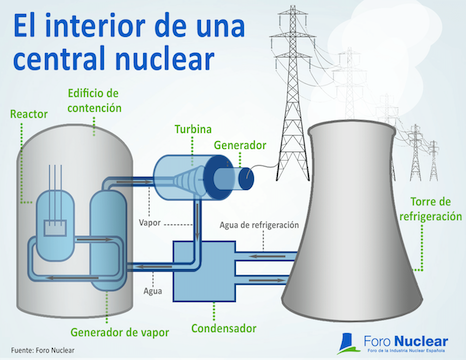 El interior de una
central nuclear
Edificio de
contención
Reactor
Turbina
Generador
Vapor
Agua de refrigeración
Torre de
refrigeración
Agua
Generador de vapor
Condensador
Fuente: Foro Nuclear
Foro Nuclear
Foro de la Industria Nuclear Española